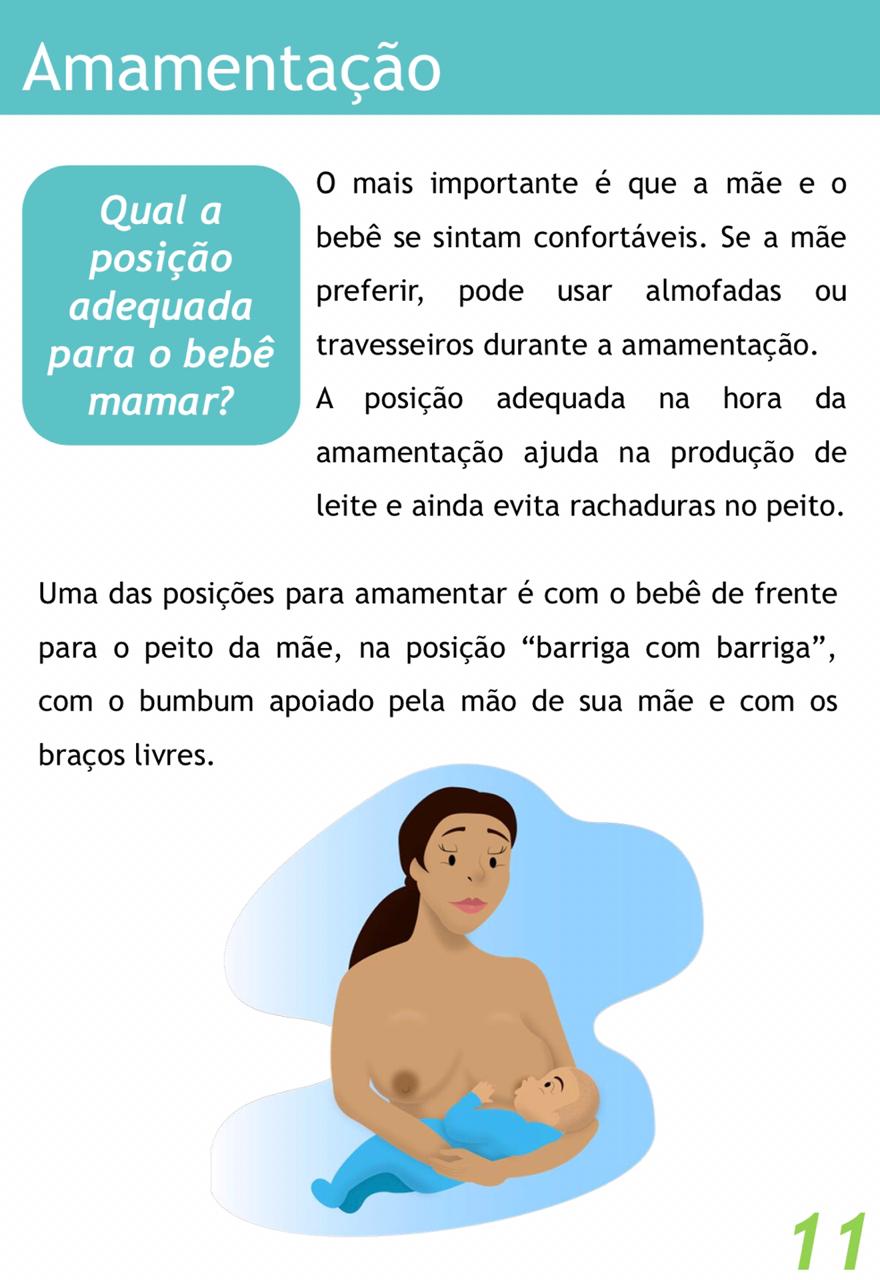 Amamentação
Qual a
posição
adequada
para o bebê
mamar?
O mais importante é que a mãe e o
bebê se sintam confortáveis. Se a mãe
preferir, pode usar almofadas ou
travesseiros durante a amamentação.
A posição adequada na hora da
amamentação ajuda na produção de
leite e ainda evita rachaduras no peito.
Uma das posições para amamentar é com o bebê de frente
para o peito da mãe, na posição “barriga com barriga”,
com o bumbum apoiado pela mão de sua mãe e com os
braços livres.
11